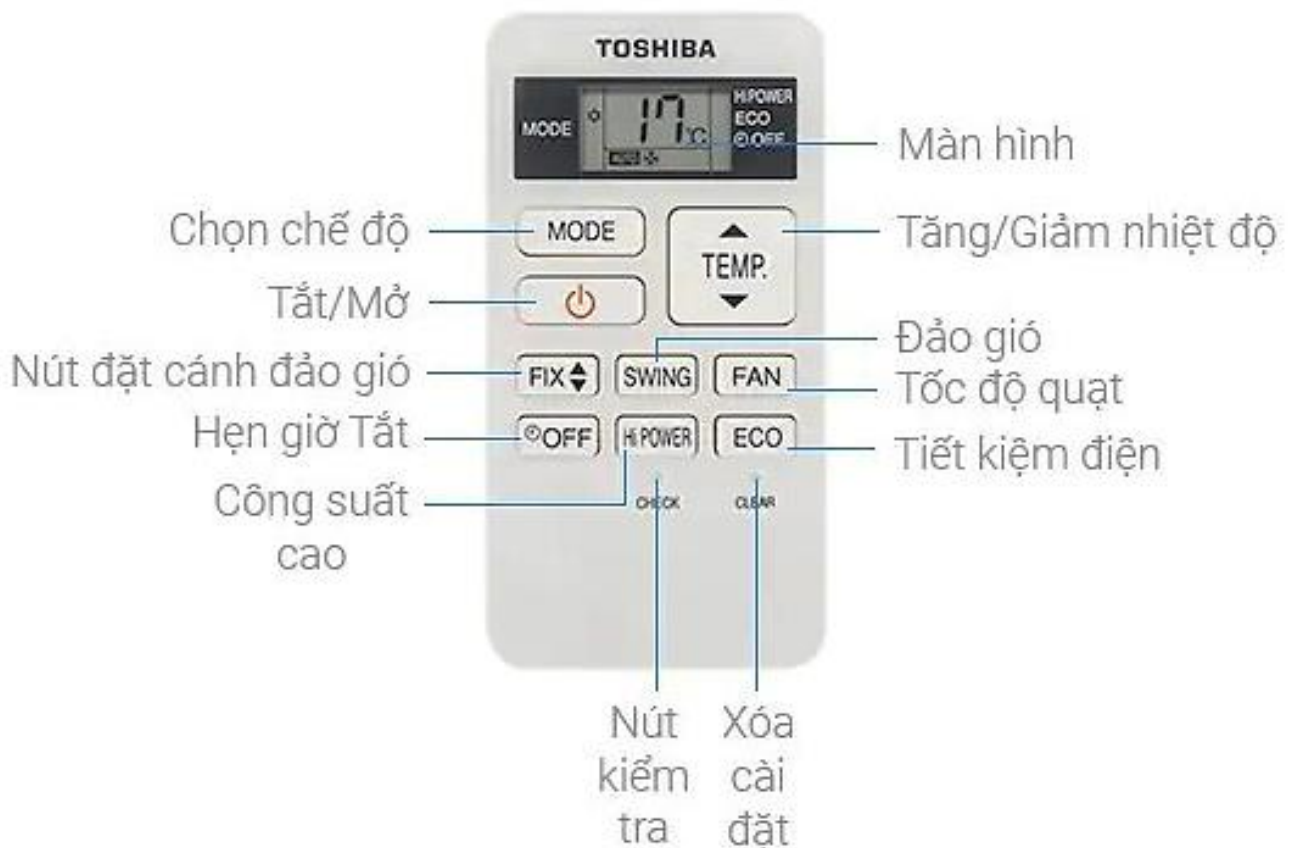 TOSHIBA
MODE
17 °C
HI POWER
ECO
OFF
Màn hình
Chọn chế độ
MODE
TEMP.
Tăng/Giảm nhiệt độ
Tắt/Mở
Đảo gió
Nút đặt cánh đảo gió
FIX
SWING
FAN
Tốc độ quạt
Hẹn giờ Tắt
OFF
Hi POWER
ECO
Tiết kiệm điện
Công suất
cao
CHECK
CLEAR
Nút
kiểm
tra
Xóa
cài
đặt